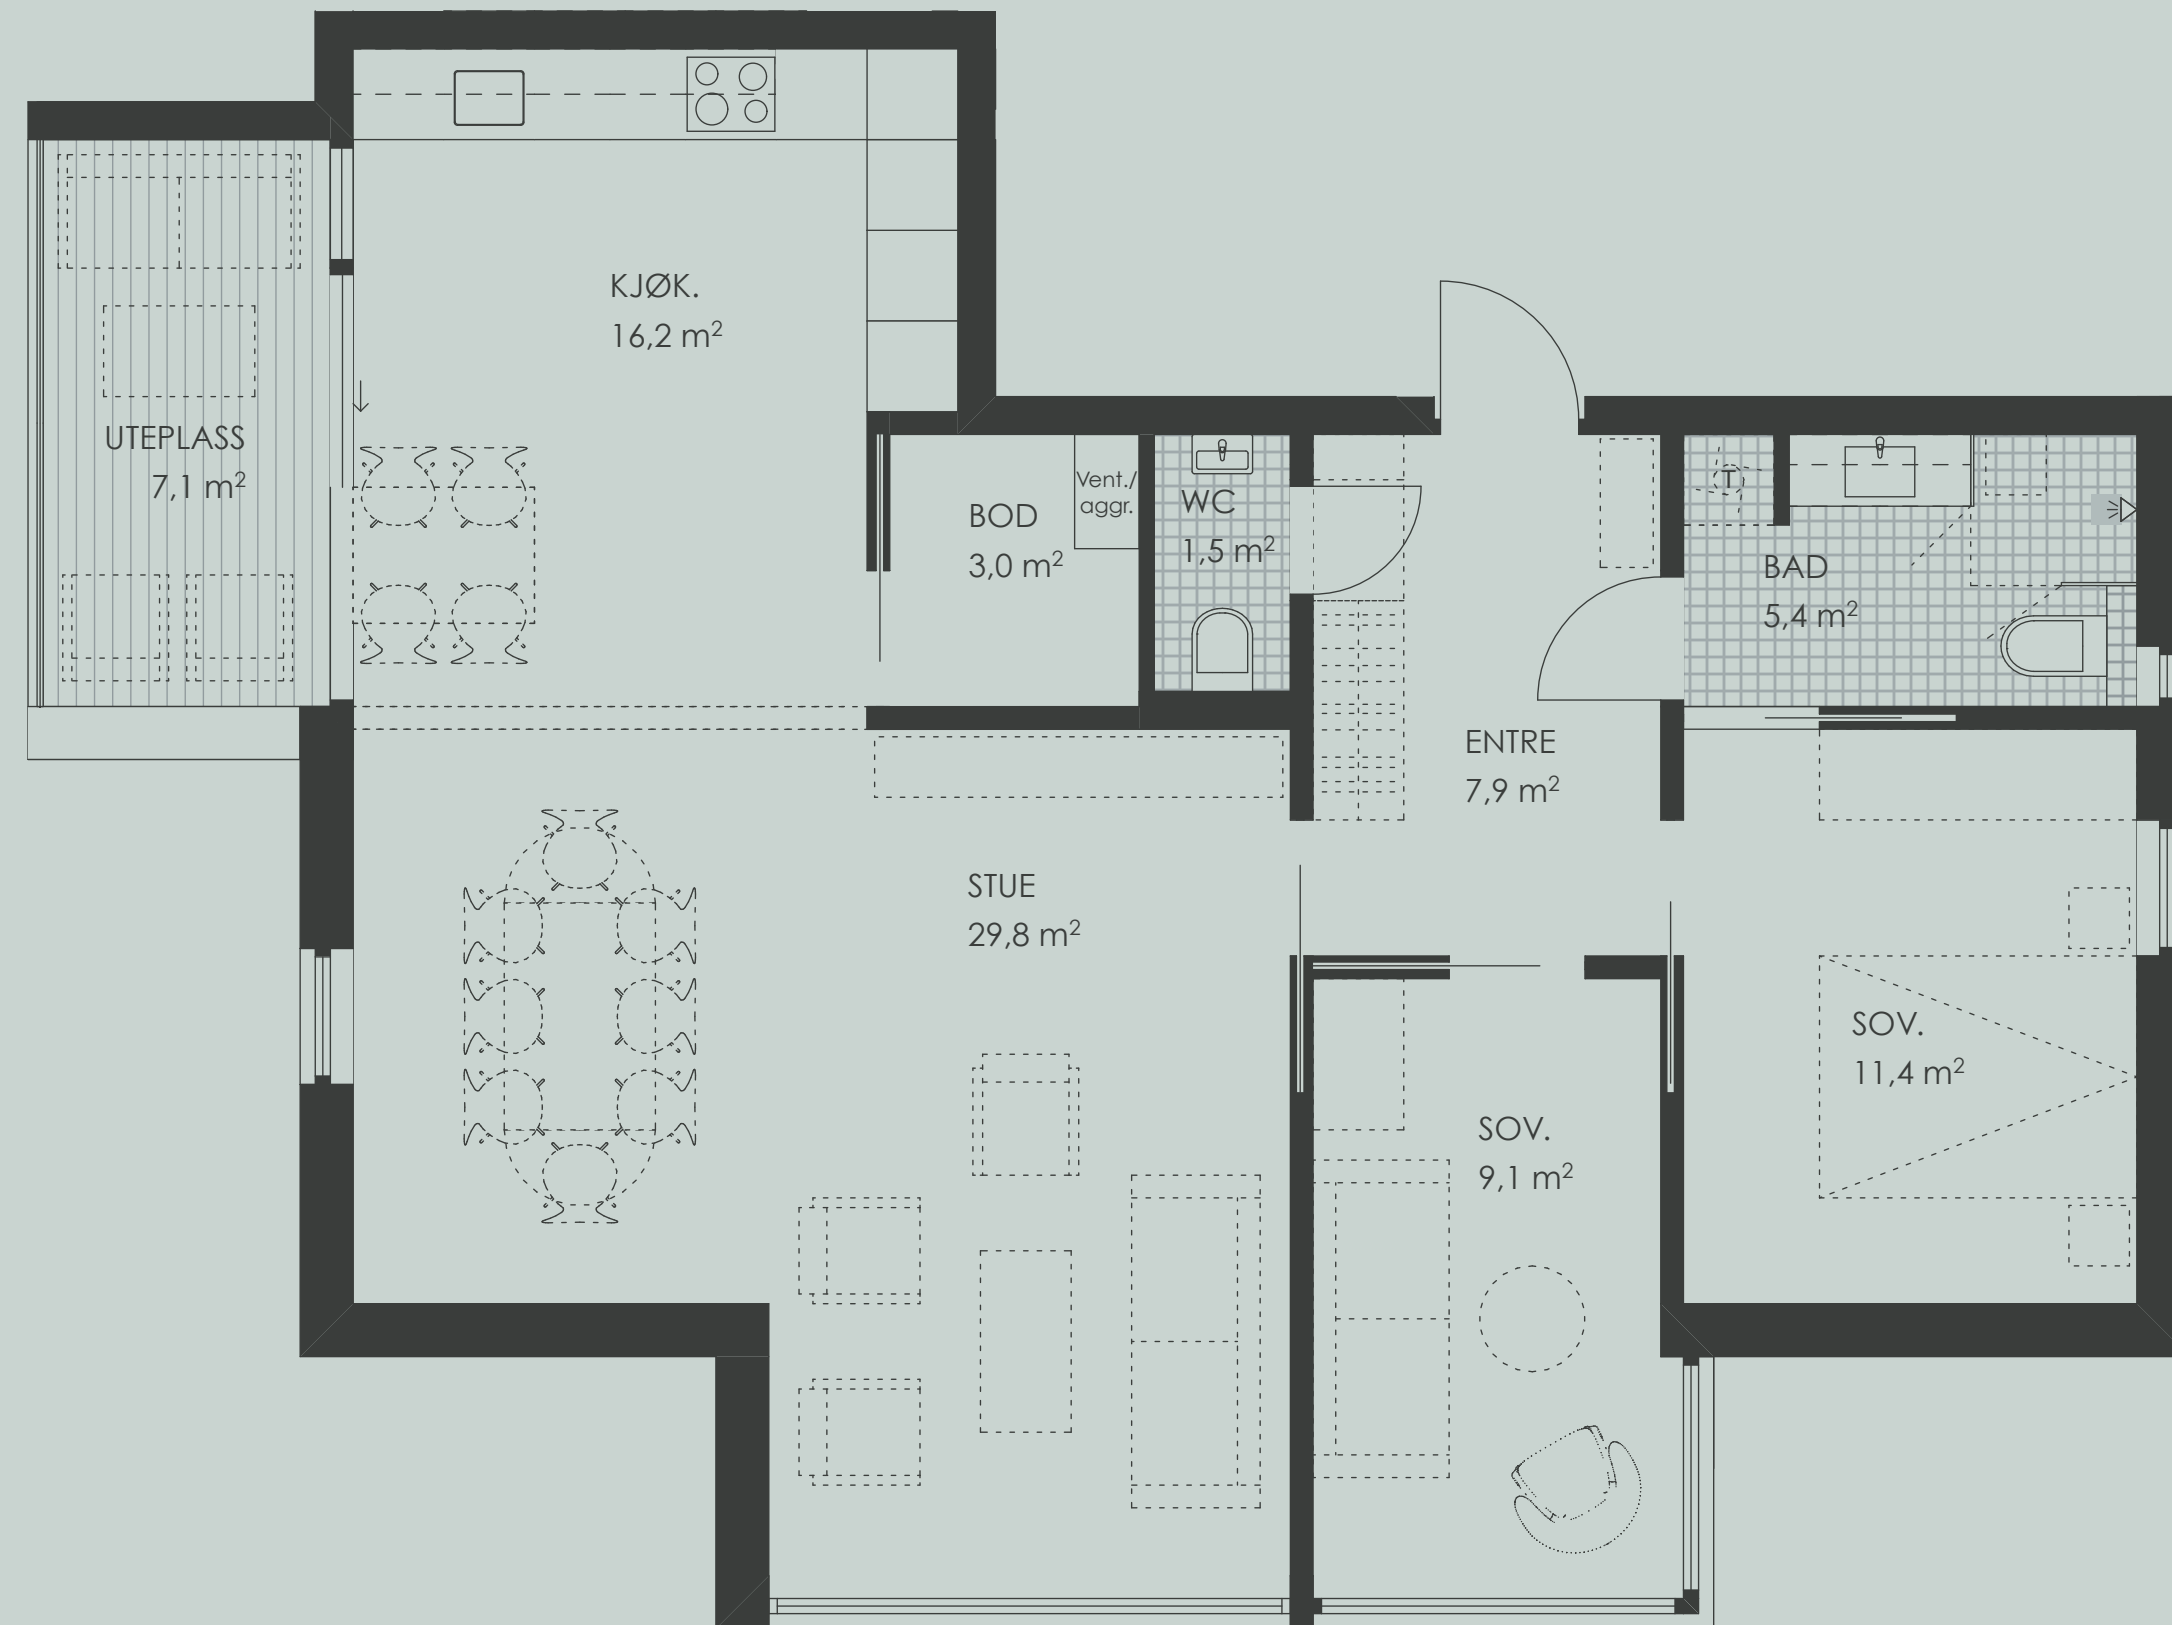 KJØK.
16,2 m²
UTEPLASS
7,1 m²
BOD
3,0 m²
Vent./
aggr.
WC
1,5 m²
T
BAD
5,4 m²
ENTRE
7,9 m²
STUE
29,8 m²
SOV.
9,1 m²
SOV.
11,4 m²